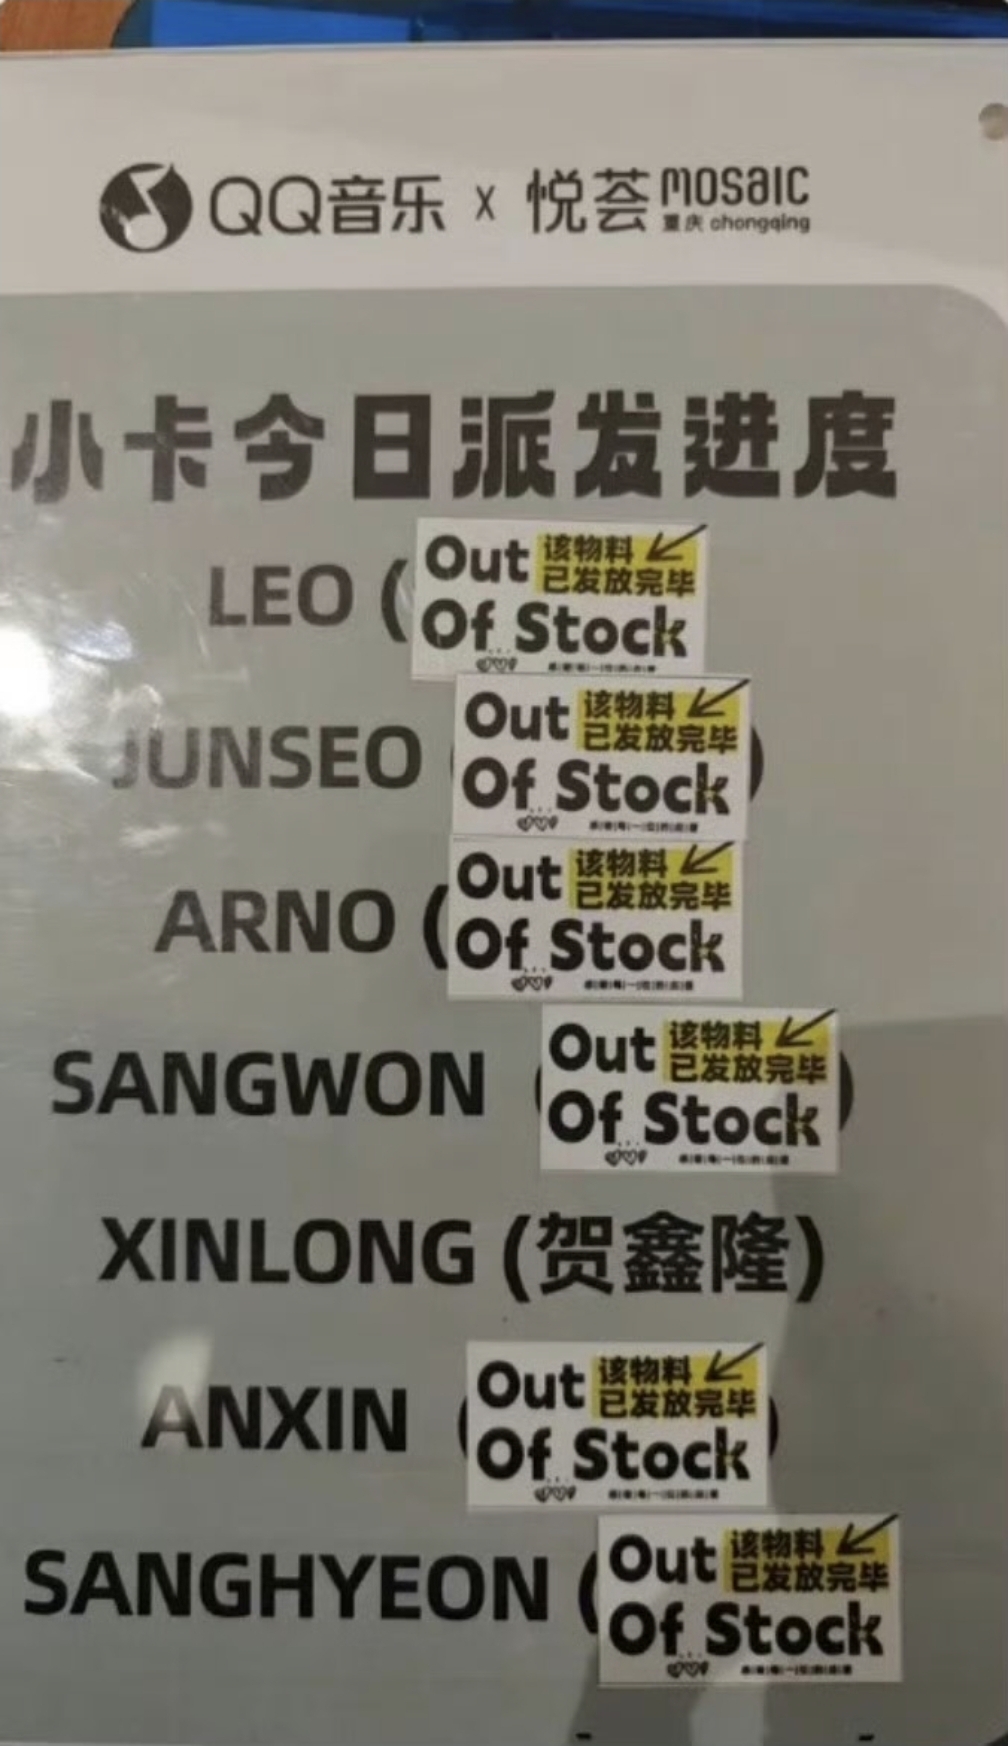 QQ音乐 x 悦荟 MOSAIC
重庆 chongqing
小卡今日派发进度
LEO (
Out 该物料
已发放完毕
Of Stock
JUNSEO
Out 该物料
已发放完毕
Of Stock
)
ARNO (
Out 该物料
已发放完毕
Of Stock
SANGWON (
Out 该物料
已发放完毕
Of Stock
)
XINLONG (贺鑫隆)
ANXIN (
Out 该物料
已发放完毕
Of Stock
)
SANGHYEON (
Out 该物料
已发放完毕
Of Stock